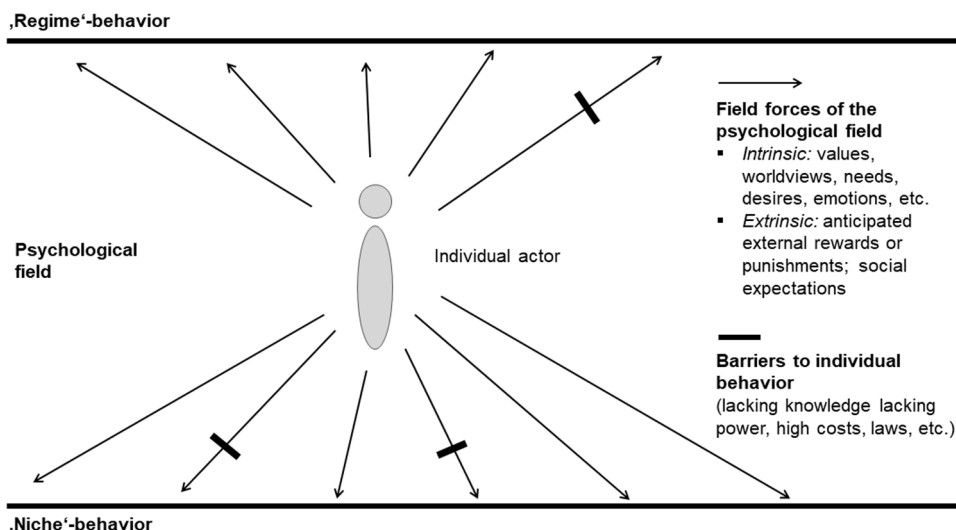 ‚Regime‘-behavior
Field forces of the
psychological field
▪ Intrinsic: values,
worldviews, needs,
desires, emotions, etc.
▪ Extrinsic: anticipated
external rewards or
punishments; social
expectations
Psychological
field
Individual actor
Barriers to individual
behavior
(lacking knowledge lacking
power, high costs, laws, etc.)
‚Niche‘-behavior